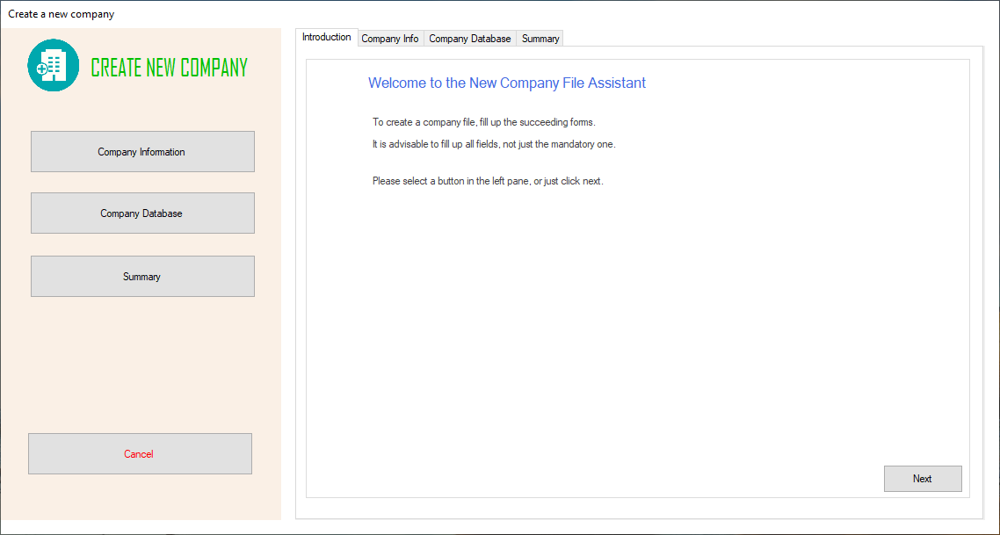 Create a new company
CREATE NEW COMPANY
Company Information
Company Database
Summary
Cancel
Introduction
Company Info
Company Database
Summary
Welcome to the New Company File Assistant
To create a company file, fill up the succeeding forms.
It is advisable to fill up all fields, not just the mandatory one.
Please select a button in the left pane, or just click next.
Next